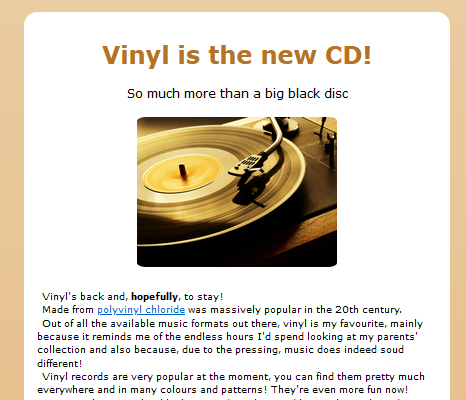 Vinyl is the new CD!
So much more than a big black disc
Vinyl's back and, hopefully, to stay!
Made from polyvinyl chloride was massively popular in the 20th century.
Out of all the available music formats out there, vinyl is my favourite, mainly
because it reminds me of the endless hours I'd spend looking at my parents'
collection and also because, due to the pressing, music does indeed soud
different!
Vinyl records are very popular at the moment, you can find them pretty much
everywhere and in many colours and patterns! They're even more fun now!